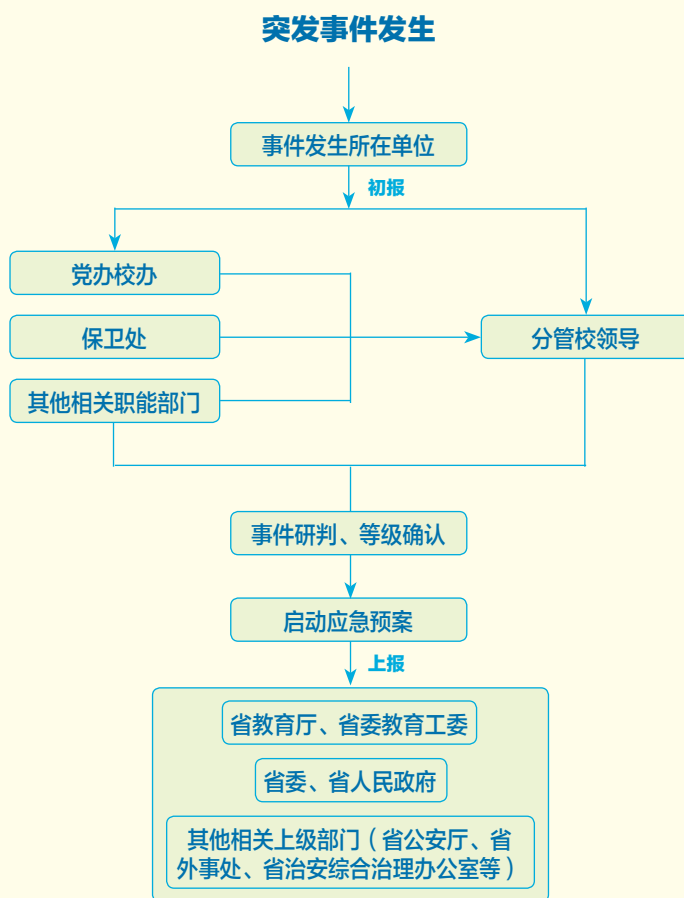 突发事件发生
事件发生所在单位
初报
党办校办
保卫处
分管校领导
其他相关职能部门
事件研判、等级确认
启动应急预案
上报
省教育厅、省委教育工委
省委、省人民政府
其他相关上级部门（省公安厅、省
外事处、省治安综合治理办公室等）